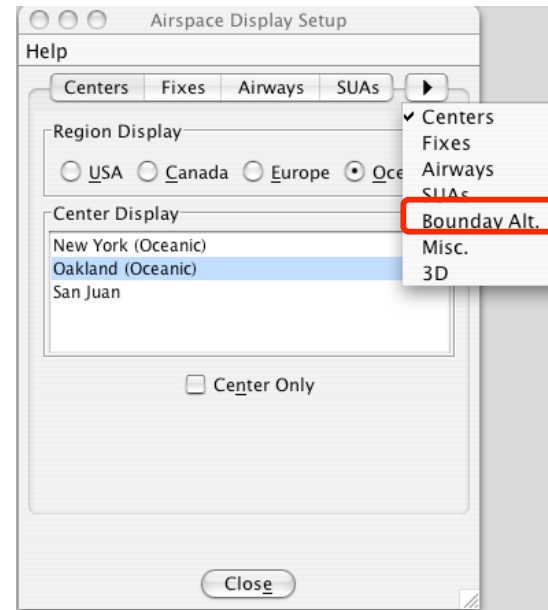 Airspace Display Setup
Help
Centers Fixes Airways SUAs
Region Display
USA Canada Europe Oce
Center Display
New York (Oceanic)
Oakland (Oceanic)
San Juan
Center Only
Close
Centers
Fixes
Airways
SUAs
Bounday Alt.
Misc.
3D